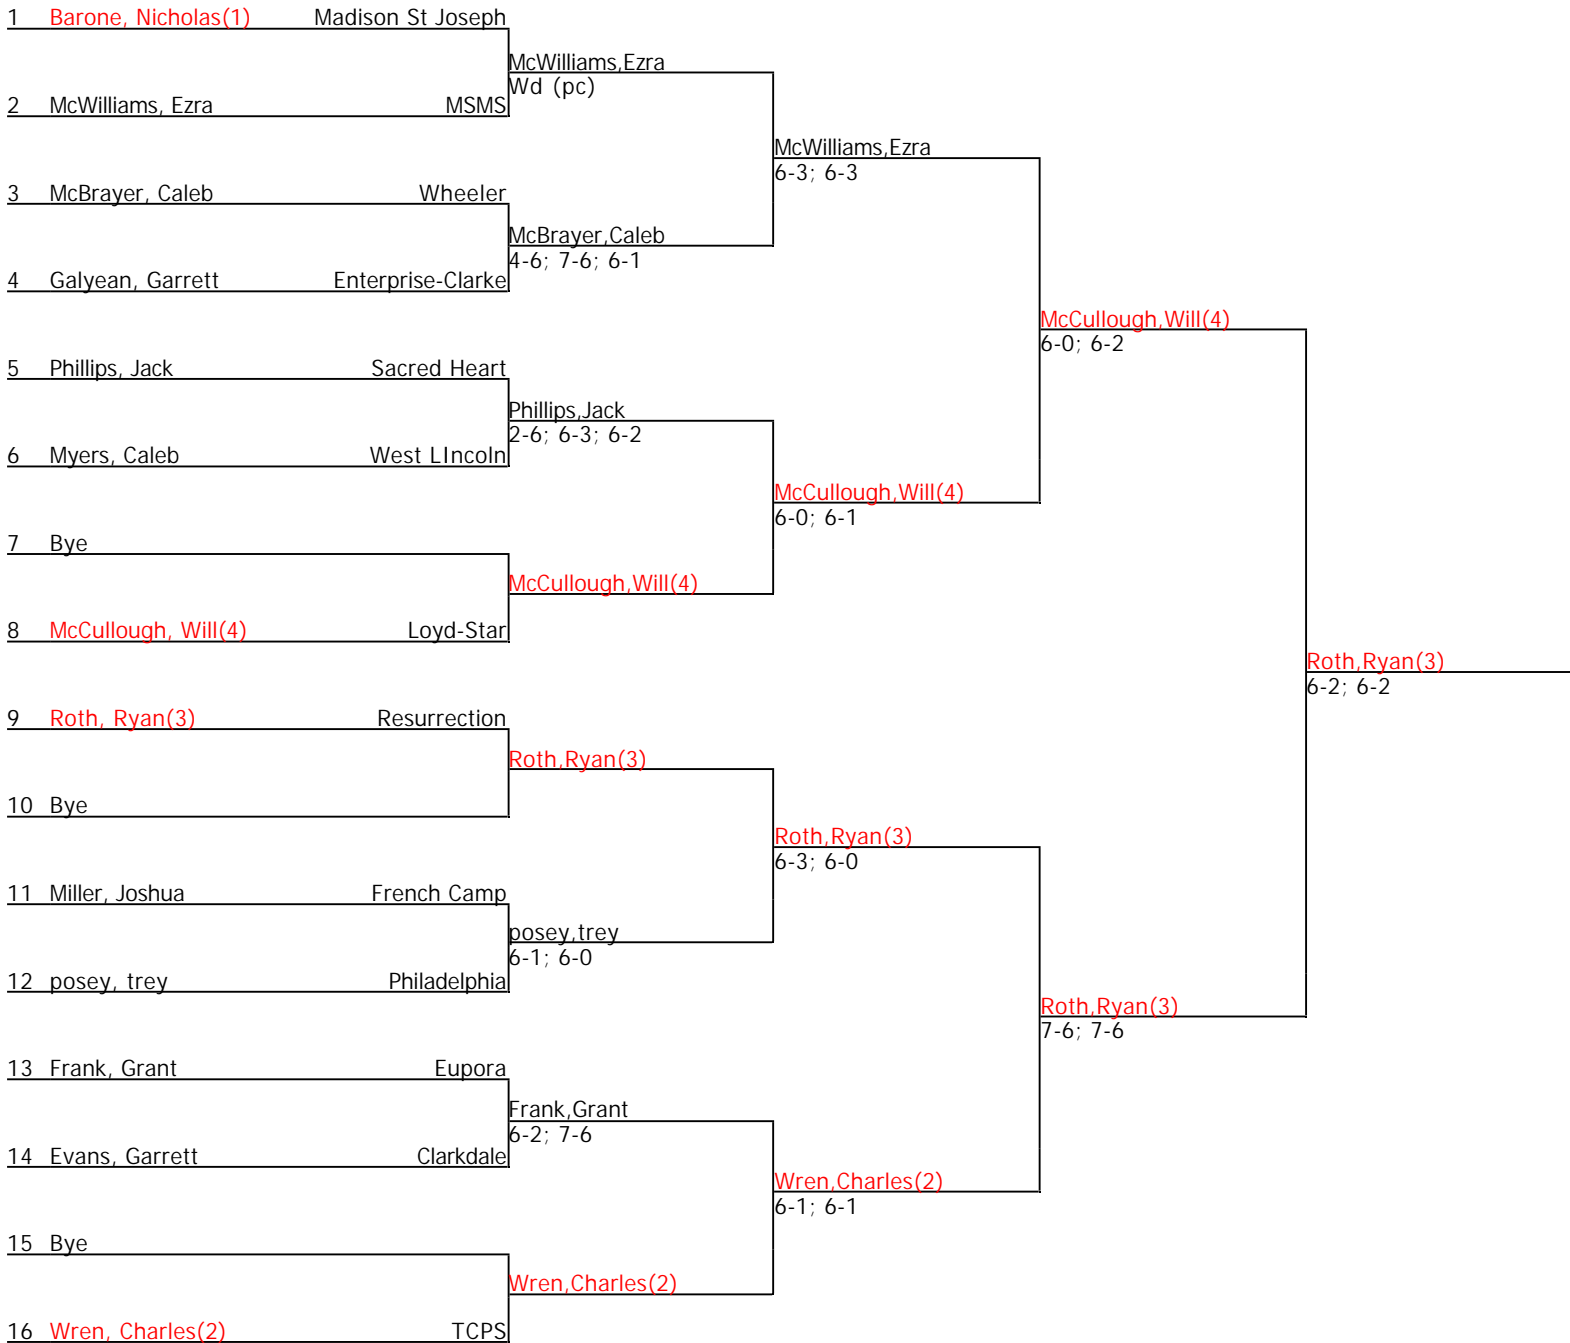 1 Barone, Nicholas(1) Madison St Joseph
McWilliams,Ezra
Wd (pc)
2 McWilliams, Ezra MSMS
McWilliams,Ezra
6-3; 6-3
3 McBrayer, Caleb Wheeler
McBrayer,Caleb
4-6; 7-6; 6-1
4 Galyean, Garrett Enterprise-Clarke
McCullough,Will(4)
6-0; 6-2
5 Phillips, Jack Sacred Heart
Phillips,Jack
2-6; 6-3; 6-2
6 Myers, Caleb West LIncoln
McCullough,Will(4)
6-0; 6-1
7 Bye
McCullough,Will(4)
8 McCullough, Will(4) Loyd-Star
Roth,Ryan(3)
6-2; 6-2
9 Roth, Ryan(3) Resurrection
Roth,Ryan(3)
10 Bye
Roth,Ryan(3)
6-3; 6-0
11 Miller, Joshua French Camp
posey,trey
6-1; 6-0
12 posey, trey Philadelphia
Roth,Ryan(3)
7-6; 7-6
13 Frank, Grant Eupora
Frank,Grant
6-2; 7-6
14 Evans, Garrett Clarkdale
Wren,Charles(2)
6-1; 6-1
15 Bye
Wren,Charles(2)
16 Wren, Charles(2) TCPS